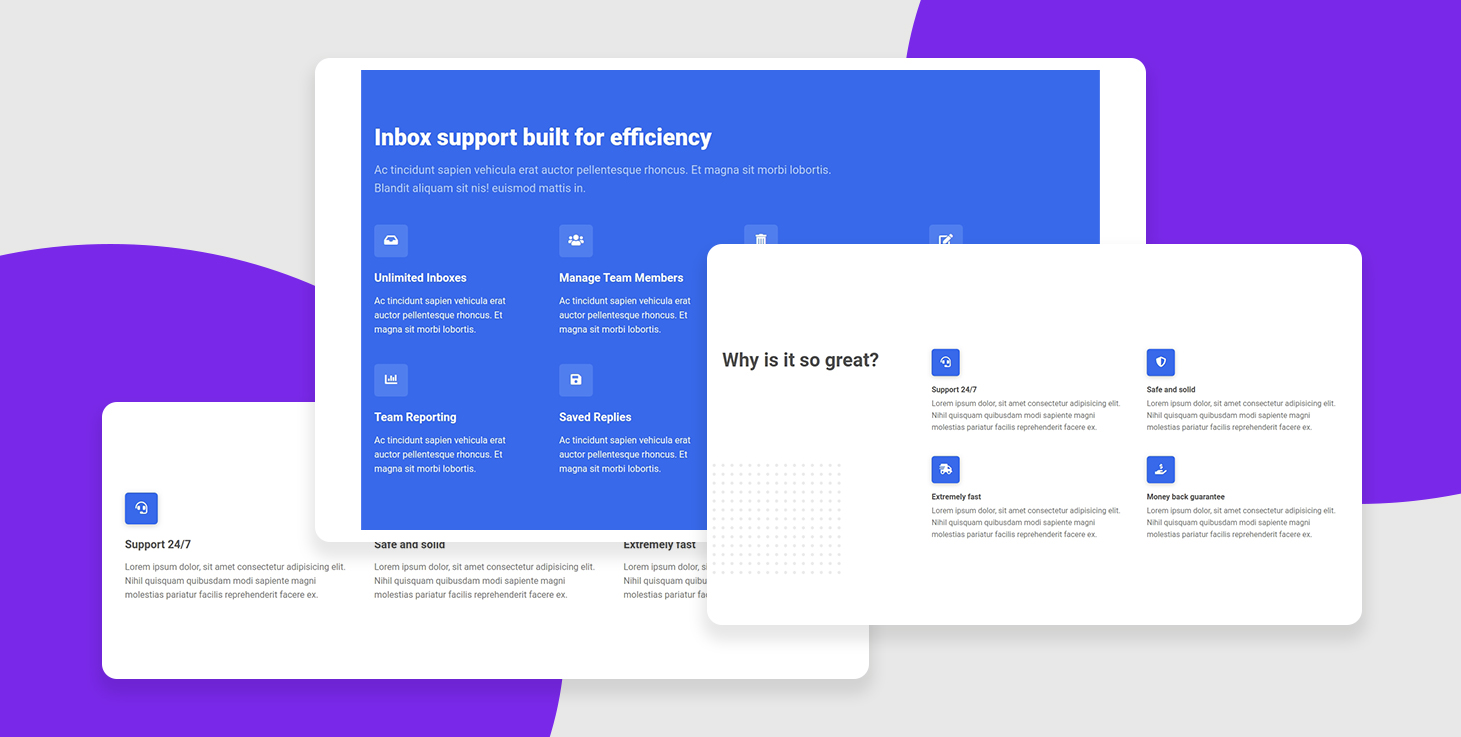 Inbox support built for efficiency
Ac tincidunt sapien vehicula erat auctor pellentesque rhoncus. Et magna sit morbi lobortis.
Blandit aliquam sit nis! euismod mattis in.
Unlimited Inboxes
Ac tincidunt sapien vehicula erat
auctor pellentesque rhoncus. Et
magna sit morbi lobortis.
Manage Team Members
Ac tincidunt sapien vehicula erat
auctor pellentesque rhoncus. Et
magna sit morbi lobortis.
Team Reporting
Ac tincidunt sapien vehicula erat
auctor pellentesque rhoncus. Et
magna sit morbi lobortis.
Saved Replies
Ac tincidunt sapien vehicula erat
auctor pellentesque rhoncus. Et
magna sit morbi lobortis.
Why is it so great?
Support 24/7
Lorem ipsum dolor, sit amet consectetur adipisicing elit.
Nihil quisquam quibusdam modi sapiente magni
molestias pariatur facilis reprehenderit facere ex.
Safe and solid
Lorem ipsum dolor, sit amet consectetur adipisicing elit.
Nihil quisquam quibusdam modi sapiente magni
molestias pariatur facilis reprehenderit facere ex.
Extremely fast
Lorem ipsum dolor, sit amet consectetur adipisicing elit.
Nihil quisquam quibusdam modi sapiente magni
molestias pariatur facilis reprehenderit facere ex.
Money back guarantee
Lorem ipsum dolor, sit amet consectetur adipisicing elit.
Nihil quisquam quibusdam modi sapiente magni
molestias pariatur facilis reprehenderit facere ex.
Support 24/7
Lorem ipsum dolor, sit amet consectetur adipisicing elit.
Nihil quisquam quibusdam modi sapiente magni
molestias pariatur facilis reprehenderit facere ex.
Safe and solid
Lorem ipsum dolor, sit amet consectetur adipisicing elit.
Nihil quisquam quibusdam modi sapiente magni
molestias pariatur facilis reprehenderit facere ex.
Extremely fast
Lorem ipsum dolor, s
Nihil quisquam quibu
molestias pariatur fa